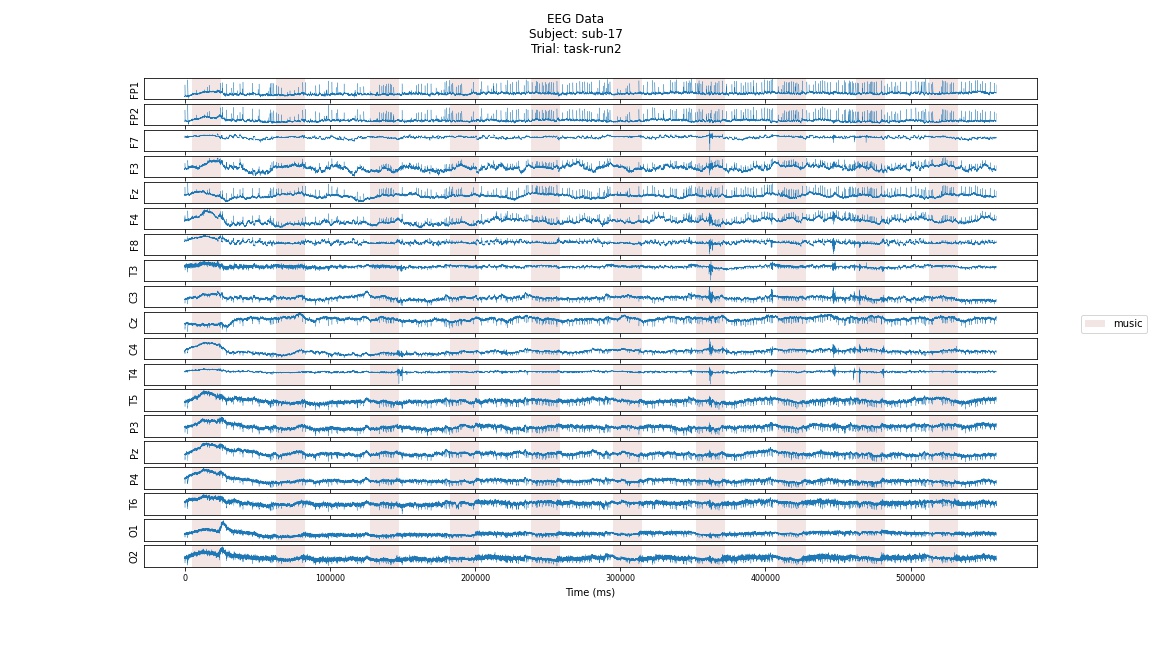 EEG Data
Subject: sub-17
Trial: task-run2
FP1
FP2
F7
F3
Fz
F4
F8
T3
C3
Cz
C4
T4
T5
P3
Pz
P4
T6
O1
O2
music
0 100000 200000 300000 400000 500000
Time (ms)